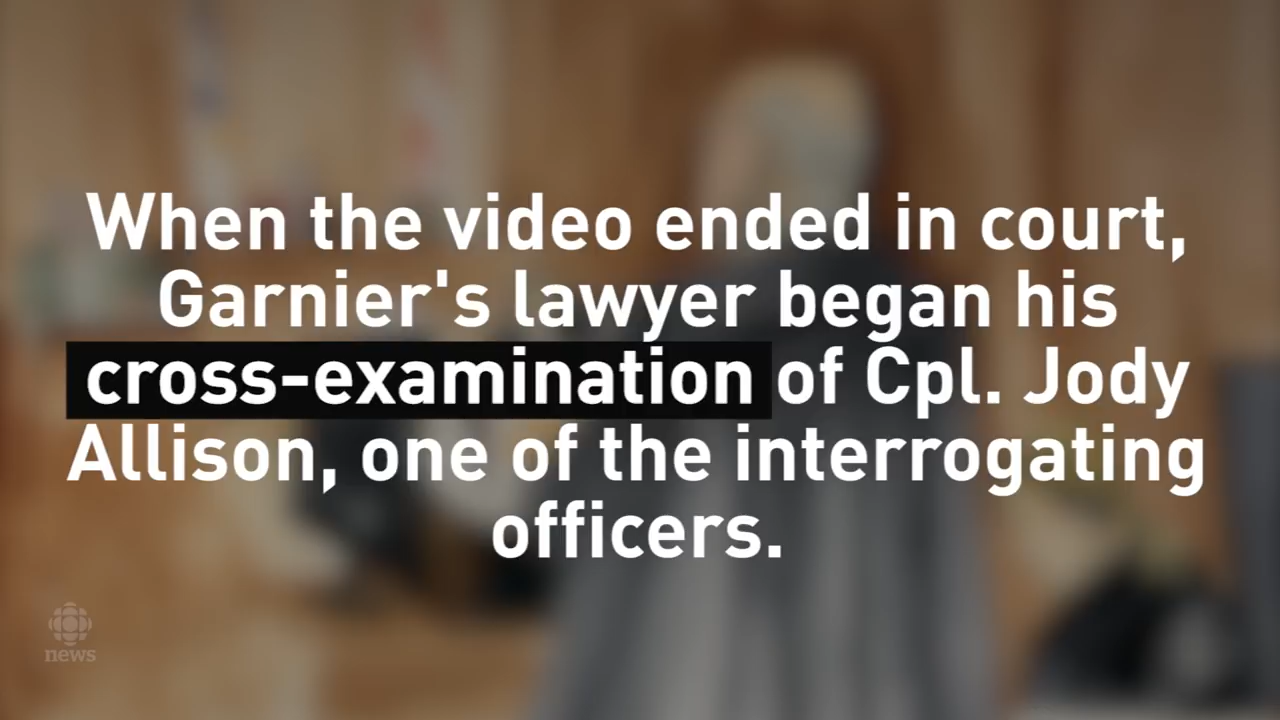 When the video ended in court,
Garnier's lawyer began his
cross-examination of Cpl. Jody
Allison, one of the interrogating
officers.
news